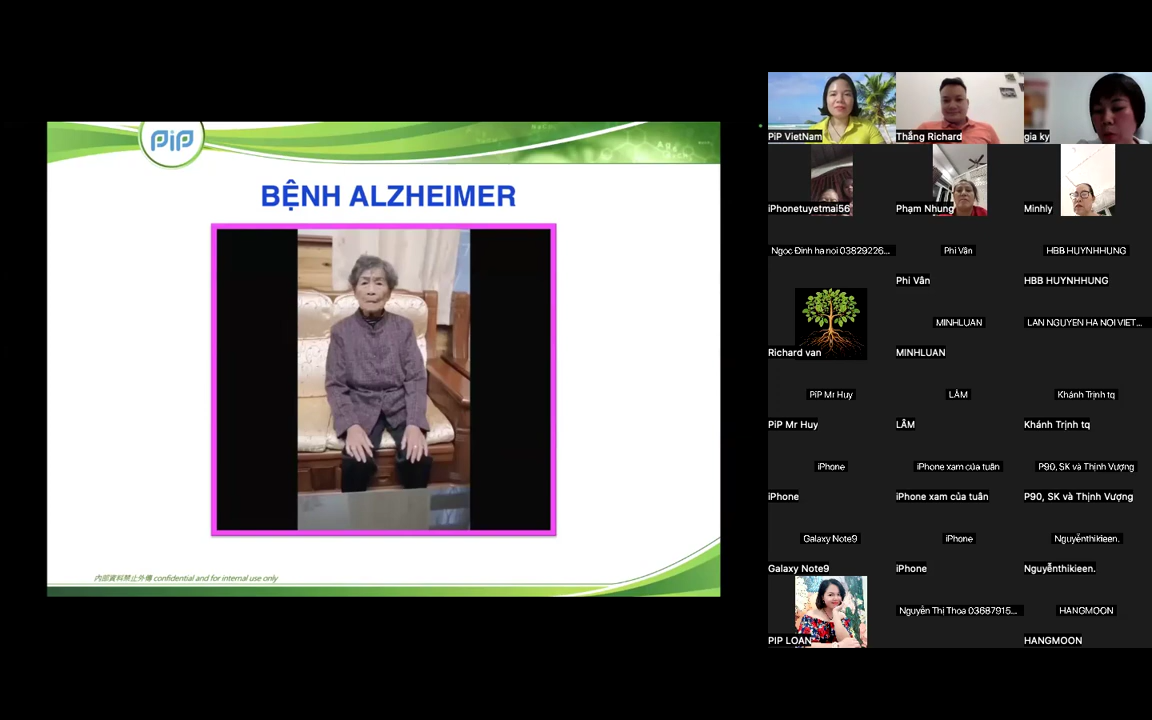 PiP
BỆNH ALZHEIMER
內部資料禁止外傳 confidential and for internal use only
PiP VietNam
Thắng Richard
gia ky
iPhonetuyetmai56
Phạm Nhung
Minhly
Ngoc Đinh ha noi 03829226...
Phi Vân
HBB HUYNHHUNG
Phi Vân
HBB HUYNHHUNG
MINHLUAN
LAN NGUYEN HA NOI VIET...
Richard van
MINHLUAN
PiP Mr Huy
LÂM
Khánh Trịnh tq
PiP Mr Huy
LÂM
Khánh Trịnh tq
iPhone
iPhone xam của tuấn
P90, SK và Thịnh Vượng
iPhone
iPhone xam của tuấn
P90, SK và Thịnh Vượng
Galaxy Note9
iPhone
Nguyễnthikieen.
Galaxy Note9
iPhone
Nguyễnthikieen.
Nguyễn Thị Thoa 03687915...
HANGMOON
PIP LOAN
HANGMOON